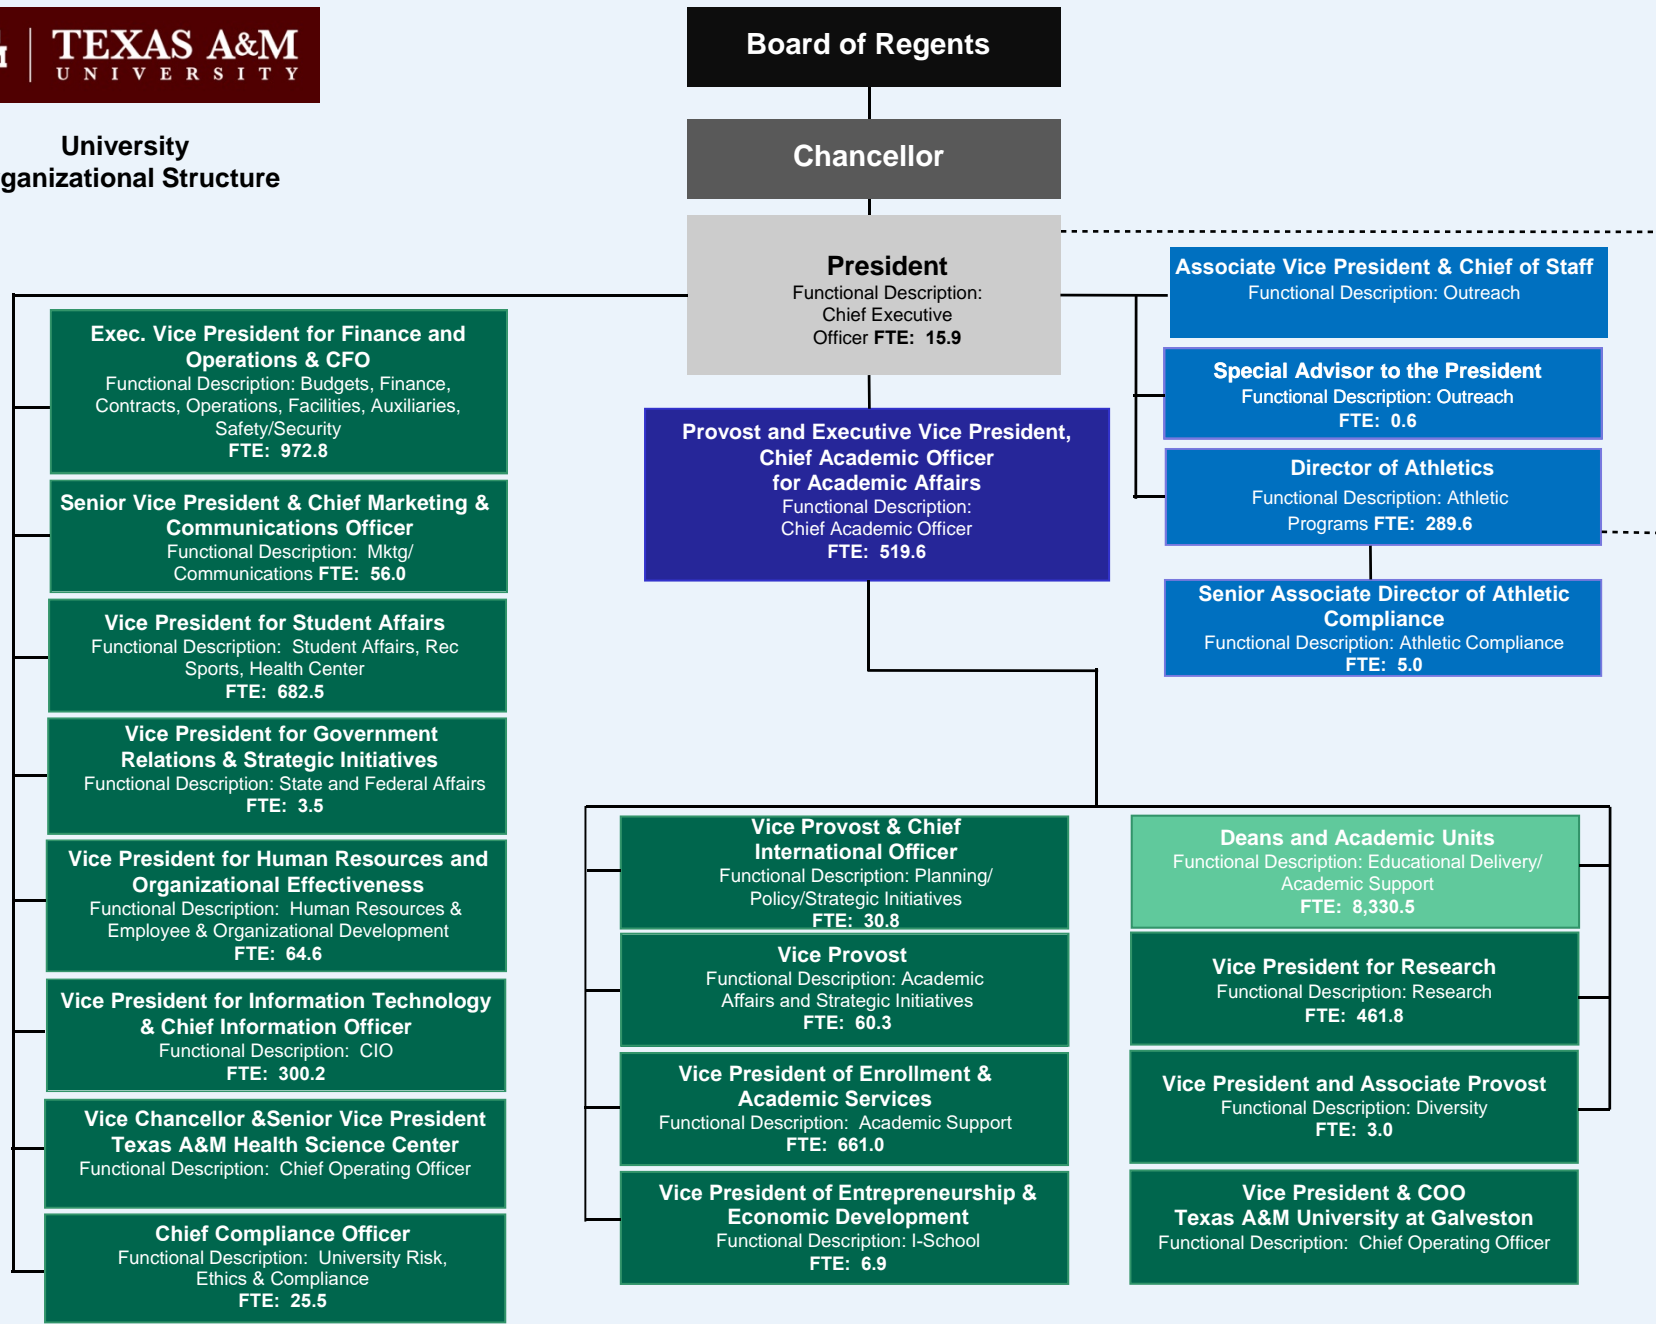 TEXAS A&M
UNIVERSITY
University
ganizational Structure
Board of Regents
Chancellor
President
Functional Description:
Chief Executive
Officer FTE: 15.9
Associate Vice President & Chief of Staff
Functional Description: Outreach
Special Advisor to the President
Functional Description: Outreach
FTE: 0.6
Director of Athletics
Functional Description: Athletic
Programs FTE: 289.6
Senior Associate Director of Athletic
Compliance
Functional Description: Athletic Compliance
FTE: 5.0
Provost and Executive Vice President,
Chief Academic Officer
for Academic Affairs
Functional Description:
Chief Academic Officer
FTE: 519.6
Exec. Vice President for Finance and
Operations & CFO
Functional Description: Budgets, Finance,
Contracts, Operations, Facilities, Auxiliaries,
Safety/Security
FTE: 972.8
Senior Vice President & Chief Marketing &
Communications Officer
Functional Description: Mktg/
Communications FTE: 56.0
Vice President for Student Affairs
Functional Description: Student Affairs, Rec
Sports, Health Center
FTE: 682.5
Vice President for Government
Relations & Strategic Initiatives
Functional Description: State and Federal Affairs
FTE: 3.5
Vice President for Human Resources and
Organizational Effectiveness
Functional Description: Human Resources &
Employee & Organizational Development
FTE: 64.6
Vice President for Information Technology
& Chief Information Officer
Functional Description: CIO
FTE: 300.2
Vice Chancellor &Senior Vice President
Texas A&M Health Science Center
Functional Description: Chief Operating Officer
Chief Compliance Officer
Functional Description: University Risk,
Ethics & Compliance
FTE: 25.5
Vice Provost & Chief
International Officer
Functional Description: Planning/
Policy/Strategic Initiatives
FTE: 30.8
Vice Provost
Functional Description: Academic
Affairs and Strategic Initiatives
FTE: 60.3
Vice President of Enrollment &
Academic Services
Functional Description: Academic Support
FTE: 661.0
Vice President of Entrepreneurship &
Economic Development
Functional Description: I-School
FTE: 6.9
Deans and Academic Units
Functional Description: Educational Delivery/
Academic Support
FTE: 8,330.5
Vice President for Research
Functional Description: Research
FTE: 461.8
Vice President and Associate Provost
Functional Description: Diversity
FTE: 3.0
Vice President & COO
Texas A&M University at Galveston
Functional Description: Chief Operating Officer